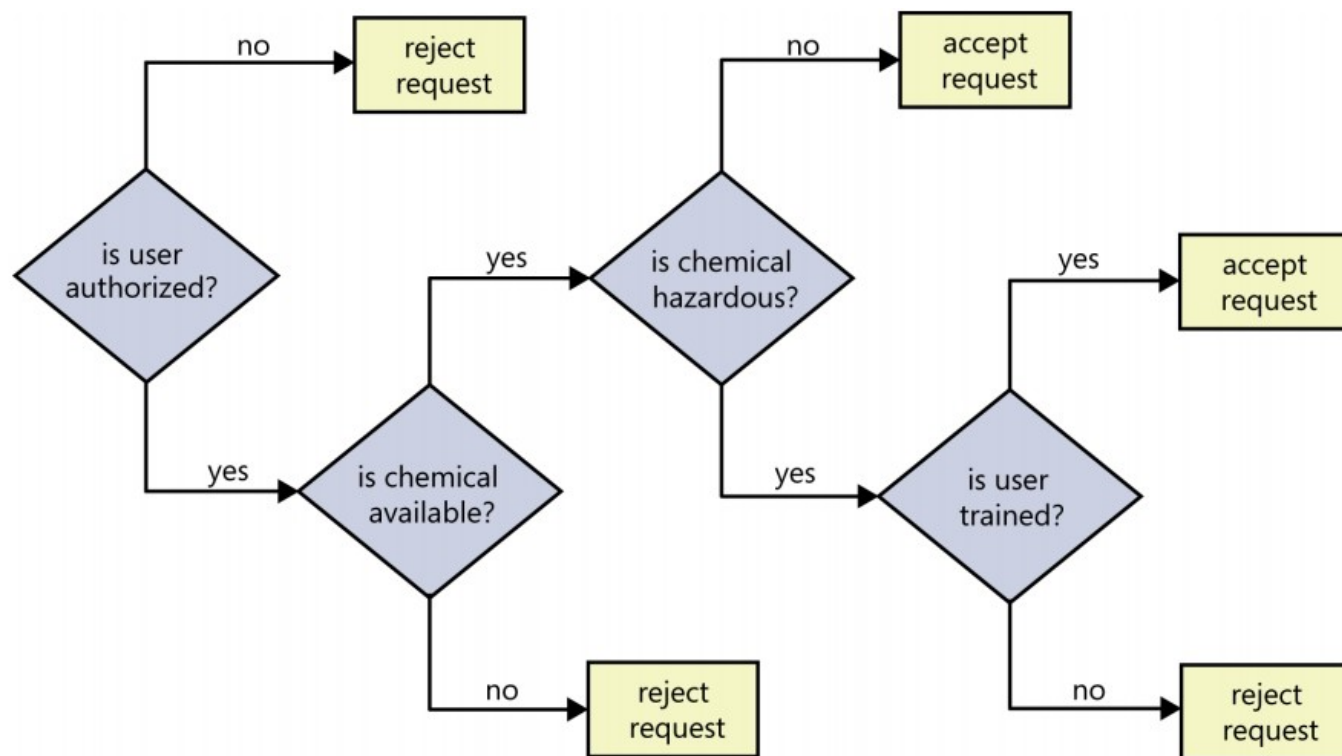 no
reject
request
no
accept
request
is user
authorized?
yes
is chemical
hazardous?
yes
accept
request
yes
is chemical
available?
yes
is user
trained?
no
reject
request
no
reject
request